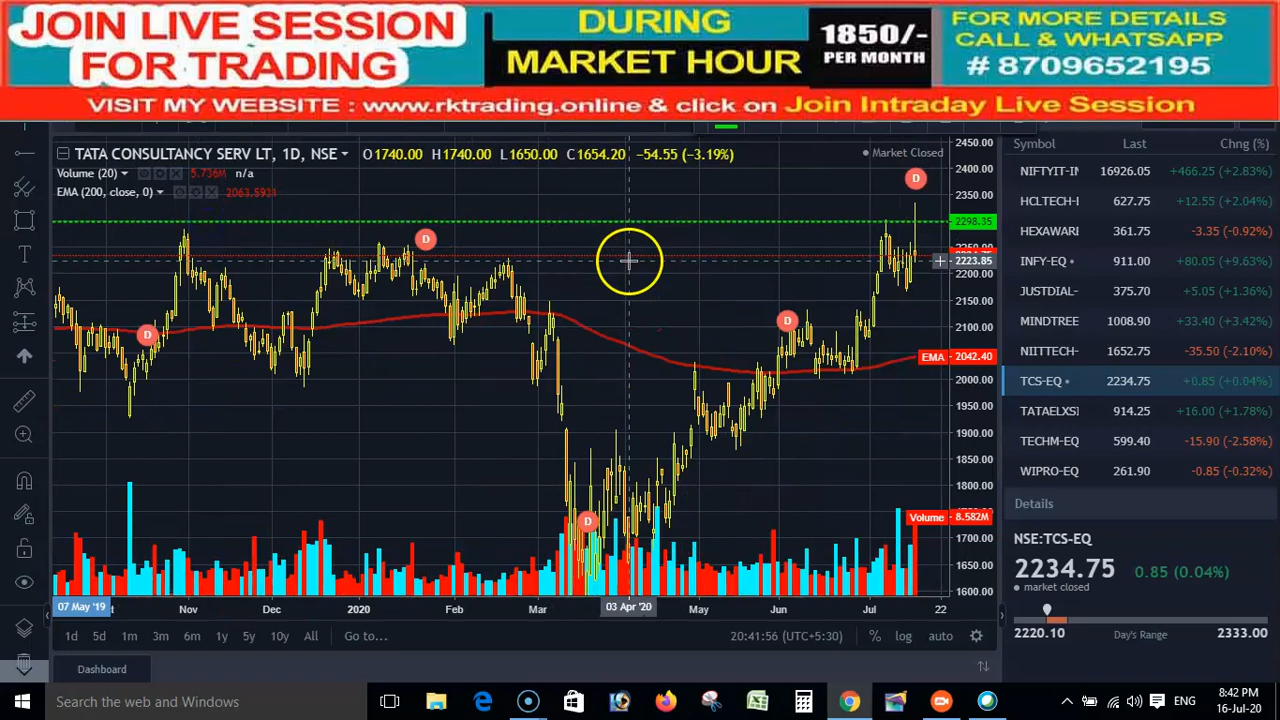 JOIN LIVE SESSION
FOR TRADING
DURING
MARKET HOUR
1850/-
PER MONTH
FOR MORE DETAILS
CALL & WHATSAPP
# 8709652195
VISIT MY WEBSITE : www.rktrading.online & click on Join Intraday Live Session
TATA CONSULTANCY SERV LT, 1D, NSE O1740.00 H1740.00 L1650.00 C1654.20 −54.55 (−3.19%)
Market Closed
Volume (20) 5.736M n/a
EMA (200, close, 0) 2063.5931
D
D
D
D
D
2450.00
2400.00
2350.00
2298.35
2250.00
2223.85
2200.00
2150.00
2100.00
EMA 2042.40
2000.00
1950.00
1900.00
1850.00
1800.00
Volume 8.582M
1700.00
1650.00
1600.00
07 May '19 Nov Dec 2020 Feb Mar 03 Apr '20 May Jun Jul 22
1d 5d 1m 3m 6m 1y 5y 10y All Go to...
20:41:56 (UTC+5:30) % log auto
Dashboard
Symbol Last Chng (%)
NIFTYIT-IN 16926.05 +466.25 (+2.83%)
HCLTECH- 627.75 +12.55 (+2.04%)
HEXAWARI 361.75 −3.35 (−0.92%)
INFY-EQ 911.00 +80.05 (+9.63%)
JUSTDIAL- 375.70 +5.05 (+1.36%)
MINDTREE 1008.90 +33.40 (+3.42%)
NIITTECH- 1652.75 −35.50 (−2.10%)
TCS-EQ 2234.75 +0.85 (+0.04%)
TATAELXSI 914.25 +16.00 (+1.78%)
TECHM-EQ 599.40 −15.90 (−2.58%)
WIPRO-EQ 261.90 −0.85 (−0.32%)
Details
NSE:TCS-EQ
2234.75 0.85 (0.04%)
market closed
2220.10 Day's Range 2333.00
Search the web and Windows
ENG
8:42 PM
16-Jul-20